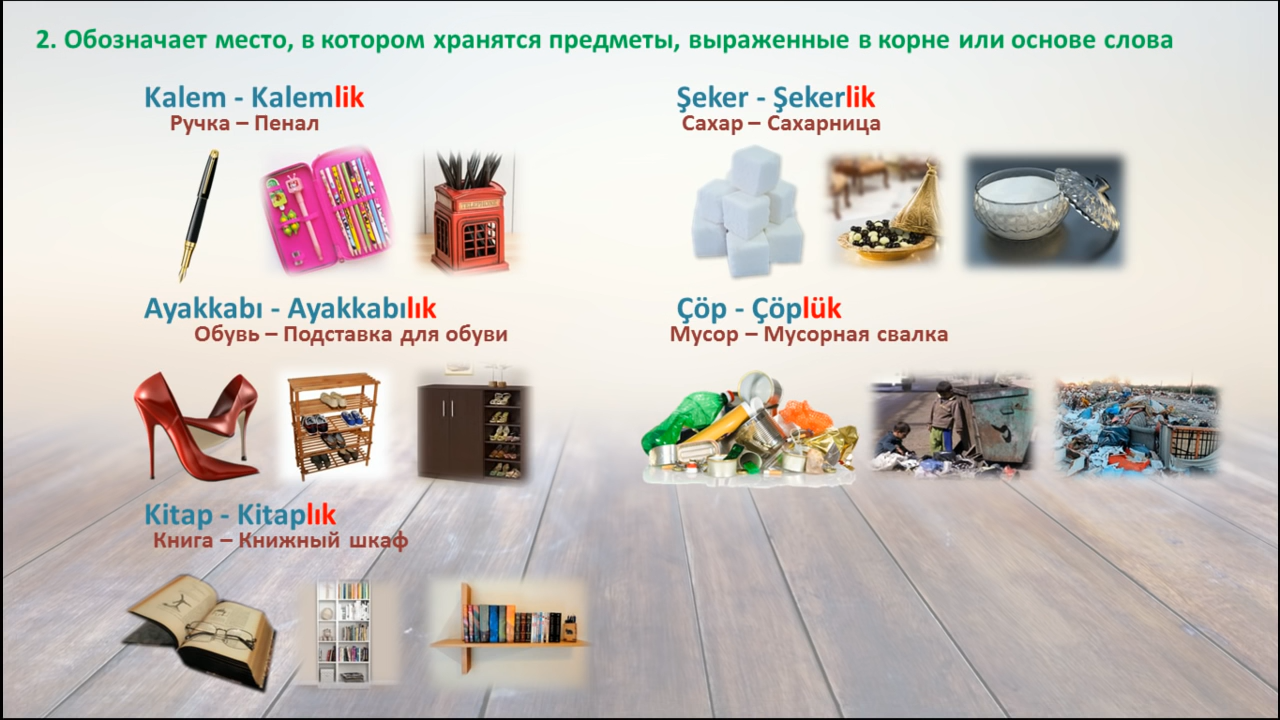 2. Обозначает место, в котором хранятся предметы, выраженные в корне или основе слова
Kalem - Kalemlik
Ручка – Пенал
Şeker - Şekerlik
Сахар – Сахарница
TELEPHONE
Ayakkabı - Ayakkabılık
Обувь – Подставка для обуви
Çöp - Çöplük
Мусор – Мусорная свалка
Kitap - Kitaplık
Книга – Книжный шкаф